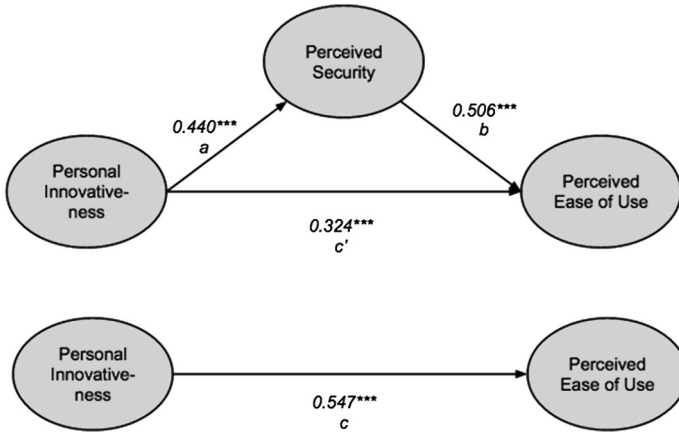 Perceived
Security
0.440***
a
0.506***
b
Personal
Innovative-
ness
Perceived
Ease of Use
0.324***
c'
Personal
Innovative-
ness
Perceived
Ease of Use
0.547***
c